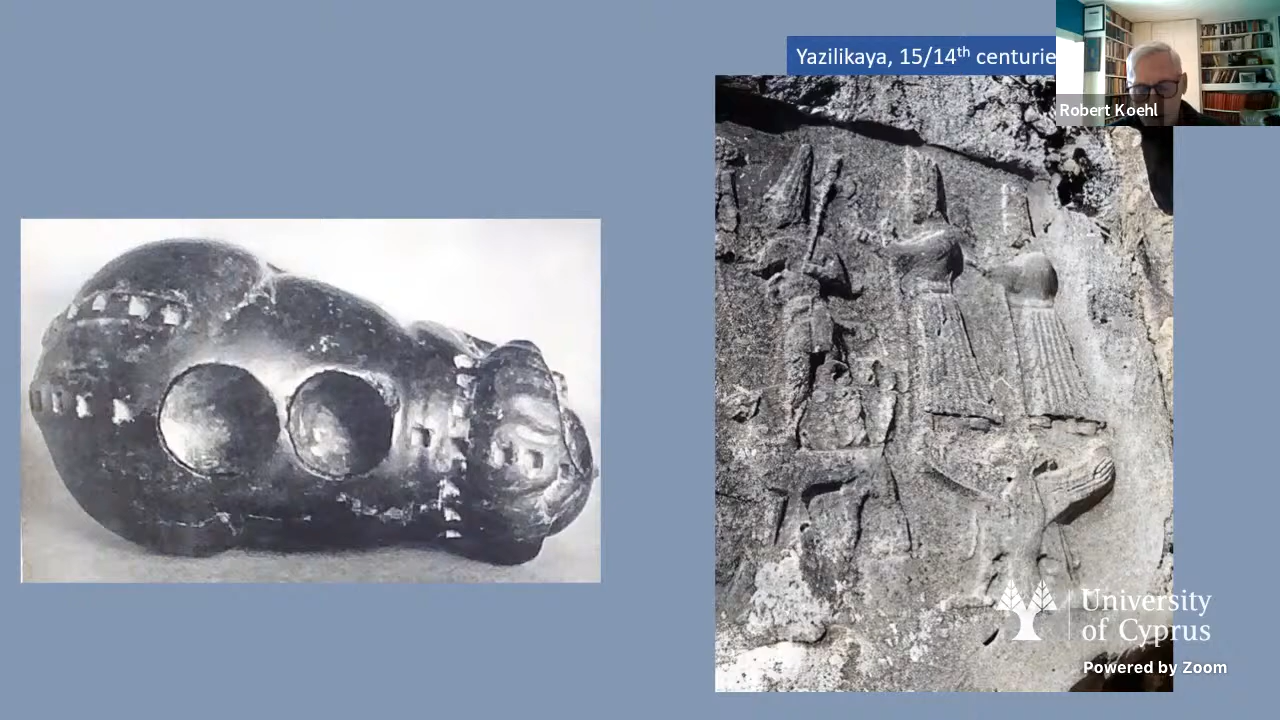 Yazilikaya, 15/14th centurie
Robert Koehl
University
of Cyprus
Powered by Zoom